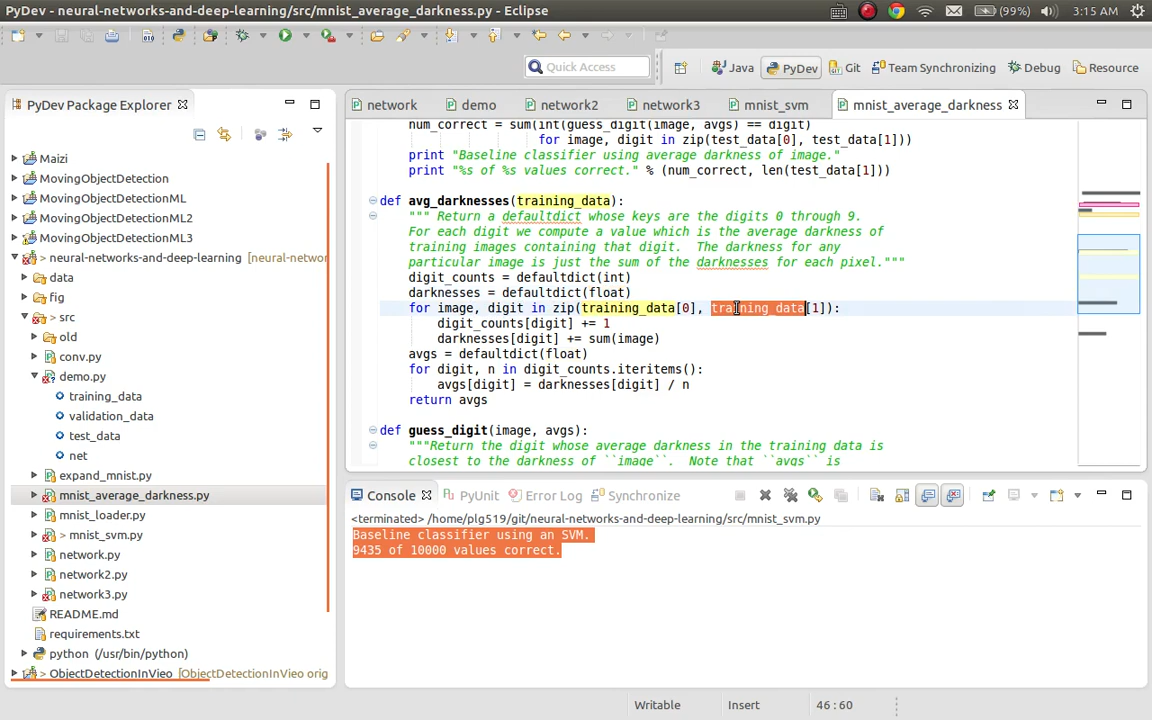 PyDev - neural-networks-and-deep-learning/src/mnist_average_darkness.py - Eclipse
(99%)
3:15 AM
Quick Access
Java
PyDev
Git
Team Synchronizing
Debug
Resource
PyDev Package Explorer
Maizi
MovingObjectDetection
MovingObjectDetectionML
MovingObjectDetectionML2
MovingObjectDetectionML3
> neural-networks-and-deep-learning [neural-networ
data
fig
> src
> old
conv.py
demo.py
training_data
validation_data
test_data
net
expand_mnist.py
mnist_average_darkness.py
mnist_loader.py
> mnist_svm.py
network.py
network2.py
network3.py
README.md
requirements.txt
python (/usr/bin/python)
> ObjectDetectionInVieo [ObjectDetectionInVieo orig
network
demo
network2
network3
mnist_svm
mnist_average_darkness
num_correct = sum(int(guess_digit(image, avgs) == digit)
for image, digit in zip(test_data[0], test_data[1]))
print "Baseline classifier using average darkness of image."
print "%s of %s values correct." % (num_correct, len(test_data[1]))
def avg_darknesses(training_data):
""" Return a defaultdict whose keys are the digits 0 through 9.
For each digit we compute a value which is the average darkness of
training images containing that digit.  The darkness for any
particular image is just the sum of the darknesses for each pixel."""
digit_counts = defaultdict(int)
darknesses = defaultdict(float)
for image, digit in zip(training_data[0], training_data[1]):
digit_counts[digit] += 1
darknesses[digit] += sum(image)
avgs = defaultdict(float)
for digit, n in digit_counts.iteritems():
avgs[digit] = darknesses[digit] / n
return avgs
def guess_digit(image, avgs):
"""Return the digit whose average darkness in the training data is
closest to the darkness of ``image``.  Note that ``avgs`` is
Console
PyUnit
Error Log
Synchronize
<terminated> /home/plg519/git/neural-networks-and-deep-learning/src/mnist_svm.py
Baseline classifier using an SVM.
9435 of 10000 values correct.
Writable
Insert
46 : 60